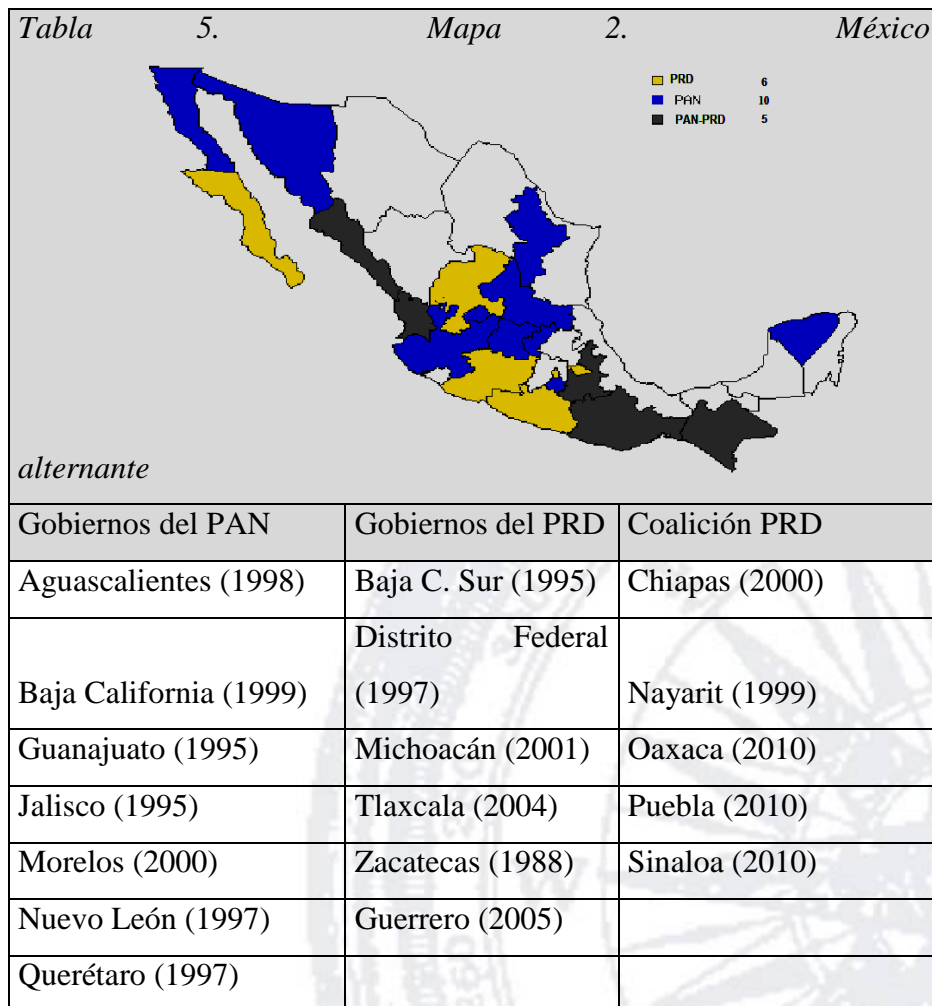 Tabla 5. Mapa 2. México
PRD 6
PAN 10
PAN-PRD 5
alternante
Gobiernos del PAN Gobiernos del PRD Coalición PRD
Aguascalientes (1998) Baja C. Sur (1995) Chiapas (2000)
Distrito Federal
Baja California (1999) (1997) Nayarit (1999)
Guanajuato (1995) Michoacán (2001) Oaxaca (2010)
Jalisco (1995) Tlaxcala (2004) Puebla (2010)
Morelos (2000) Zacatecas (1988) Sinaloa (2010)
Nuevo León (1997) Guerrero (2005)
Querétaro (1997)